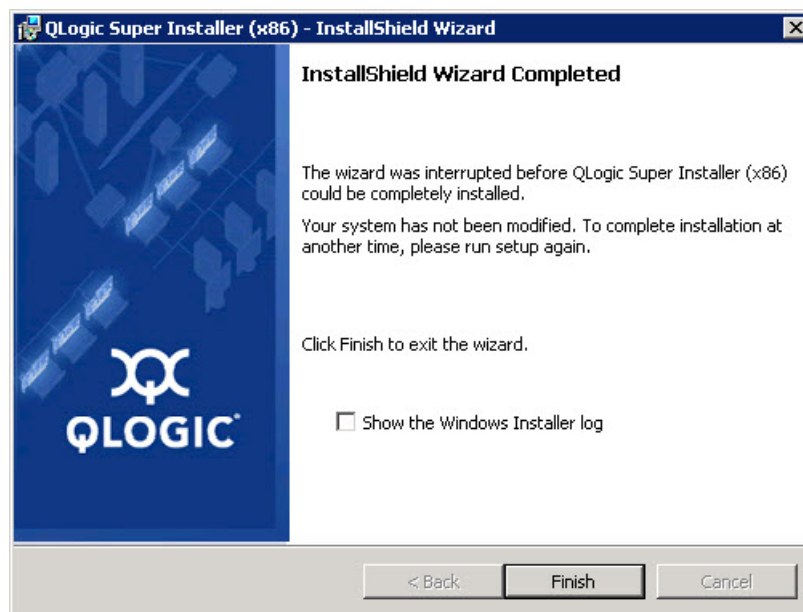 QLogic Super Installer (x86) - InstallShield Wizard
InstallShield Wizard Completed
The wizard was interrupted before QLogic Super Installer (x86)
could be completely installed.
Your system has not been modified. To complete installation at
another time, please run setup again.
Click Finish to exit the wizard.
Show the Windows Installer log
QLOGIC
< Back
Finish
Cancel